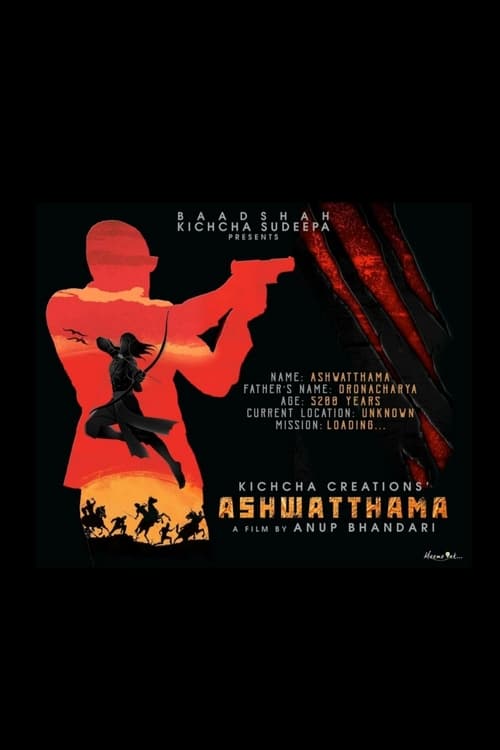 BAADSHAH
KICHCHA SUDEEPA
PRESENTS
NAME: ASHWATTHAMA
FATHER'S NAME: DRONACHARYA
AGE: 5200 YEARS
CURRENT LOCATION: UNKNOWN
MISSION: LOADING...
KICHCHA CREATIONS'
ASHWATTHAMA
A FILM BY ANUP BHANDARI